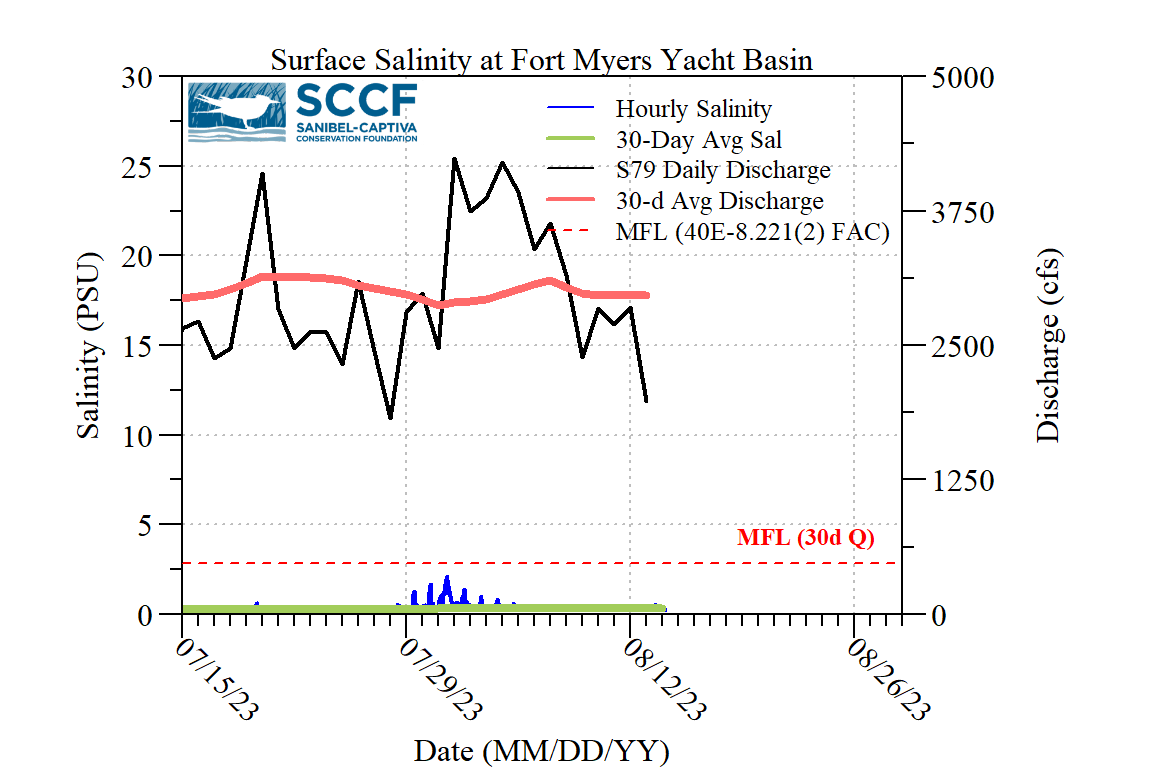 Surface Salinity at Fort Myers Yacht Basin
SCCF
SANIBEL-CAPTIVA
CONSERVATION FOUNDATION
Hourly Salinity
30-Day Avg Sal
S79 Daily Discharge
30-d Avg Discharge
MFL (40E-8.221(2) FAC)
30
25
20
15
10
5
0
Salinity (PSU)
5000
3750
2500
1250
0
Discharge (cfs)
MFL (30d Q)
07/15/23
07/29/23
08/12/23
08/26/23
Date (MM/DD/YY)